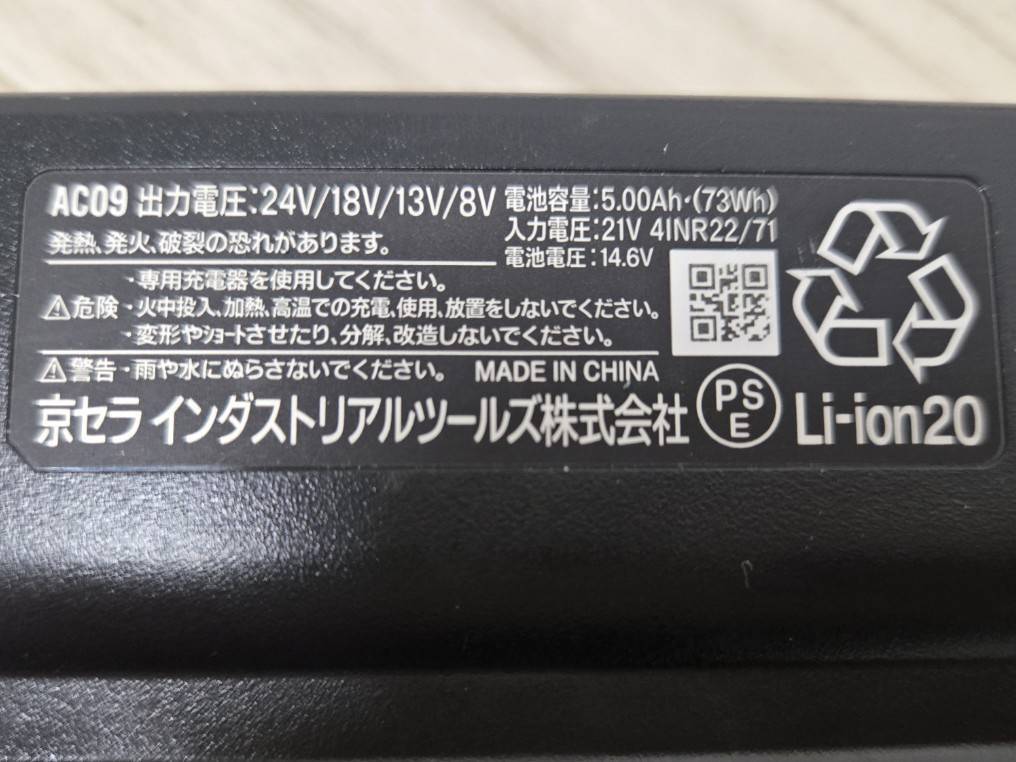 AC09 出力電圧:24V/18V/13V/8V
発熱、発火、破裂の恐れがあります。
電池容量:5.00Ah・(73Wh)
入力電圧:21V 4INR22/71
電池電圧:14.6V
・専用充電器を使用してください。
⚠危険・火中投入、加熱、高温での充電、使用、放置をしないでください。
・変形やショートさせたり、分解、改造しないでください。
⚠警告・雨や水にぬらさないでください。 MADE IN CHINA
京セラ インダストリアルツールズ株式会社
PSE
Li-ion20